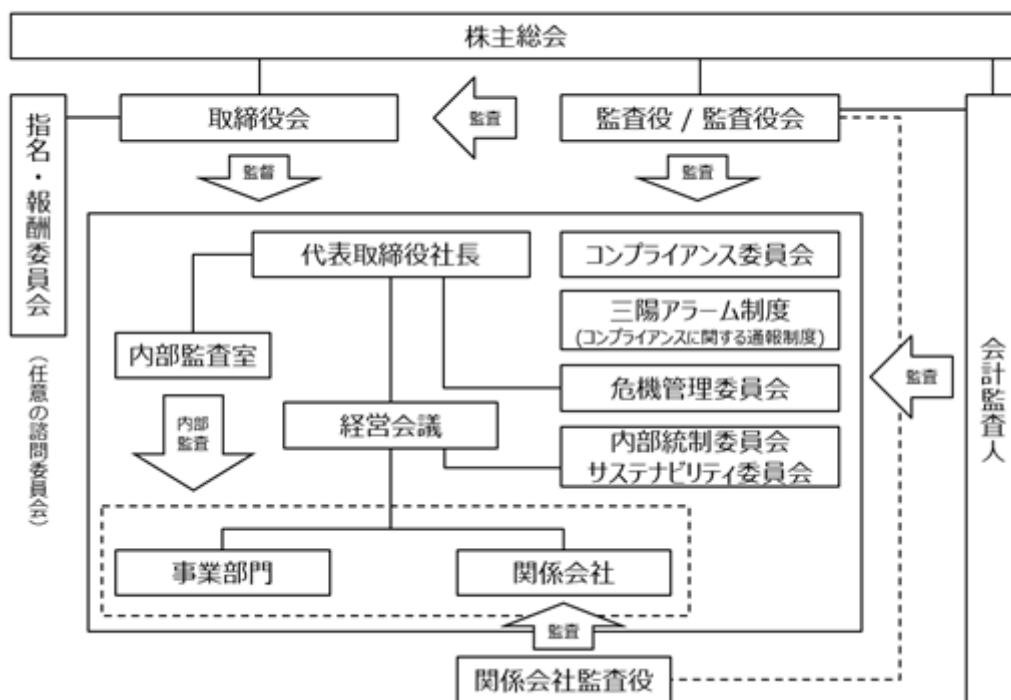 株主総会
取締役会
監査
監査役 / 監査役会
指名・報酬委員会
(任意の諮問委員会)
監督
監査
代表取締役社長
コンプライアンス委員会
三陽アラーム制度
(コンプライアンスに関する通報制度)
内部監査室
危機管理委員会
監査
会計監査人
内部
監査
経営会議
内部統制委員会
サステナビリティ委員会
事業部門
関係会社
監査
関係会社監査役